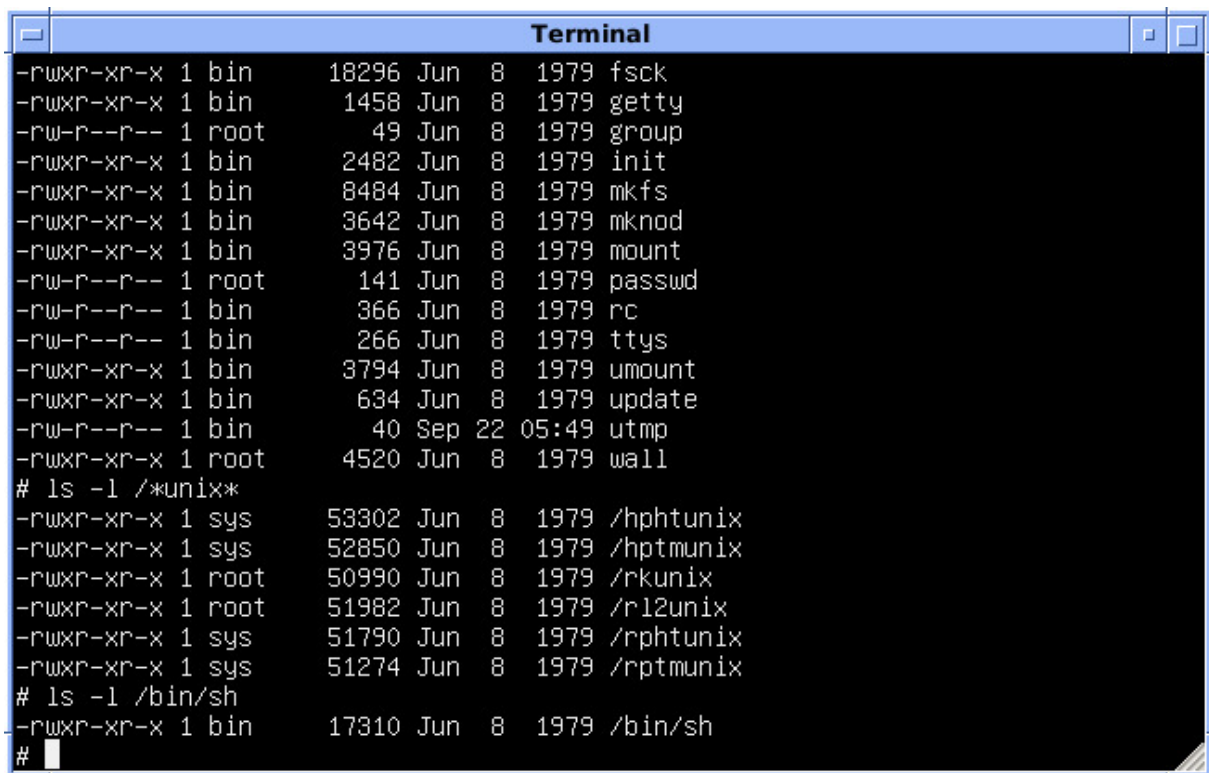 Terminal
-rwxr-xr-x 1 bin     18296 Jun  8  1979 fsck
-rwxr-xr-x 1 bin      1458 Jun  8  1979 getty
-rw-r--r-- 1 root       49 Jun  8  1979 group
-rwxr-xr-x 1 bin      2482 Jun  8  1979 init
-rwxr-xr-x 1 bin      8484 Jun  8  1979 mkfs
-rwxr-xr-x 1 bin      3642 Jun  8  1979 mknod
-rwxr-xr-x 1 bin      3976 Jun  8  1979 mount
-rw-r--r-- 1 root      141 Jun  8  1979 passwd
-rw-r--r-- 1 bin       366 Jun  8  1979 rc
-rw-r--r-- 1 bin       266 Jun  8  1979 ttys
-rwxr-xr-x 1 bin      3794 Jun  8  1979 umount
-rwxr-xr-x 1 bin       634 Jun  8  1979 update
-rw-r--r-- 1 bin        40 Sep 22 05:49 utmp
-rwxr-xr-x 1 root     4520 Jun  8  1979 wall
# ls -l /*unix*
-rwxr-xr-x 1 sys     53302 Jun  8  1979 /hphtunix
-rwxr-xr-x 1 sys     52850 Jun  8  1979 /hptmunix
-rwxr-xr-x 1 root    50990 Jun  8  1979 /rkunix
-rwxr-xr-x 1 root    51982 Jun  8  1979 /rl2unix
-rwxr-xr-x 1 sys     51790 Jun  8  1979 /rphtunix
-rwxr-xr-x 1 sys     51274 Jun  8  1979 /rptmunix
# ls -l /bin/sh
-rwxr-xr-x 1 bin     17310 Jun  8  1979 /bin/sh
#